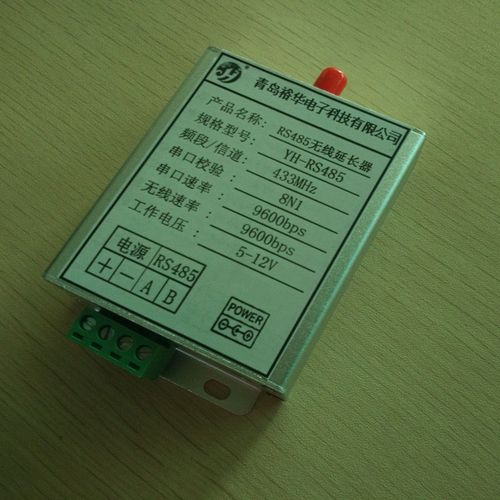 青岛裕华电子科技有限公司
产品名称： RS485无线延长器
规格型号： YH-RS485
频段/信道： 433MHz
串口校验： 8N1
串口速率： 9600bps
无线速率： 9600bps
工作电压： 5-12V
电源 RS485
+ − A B
POWER